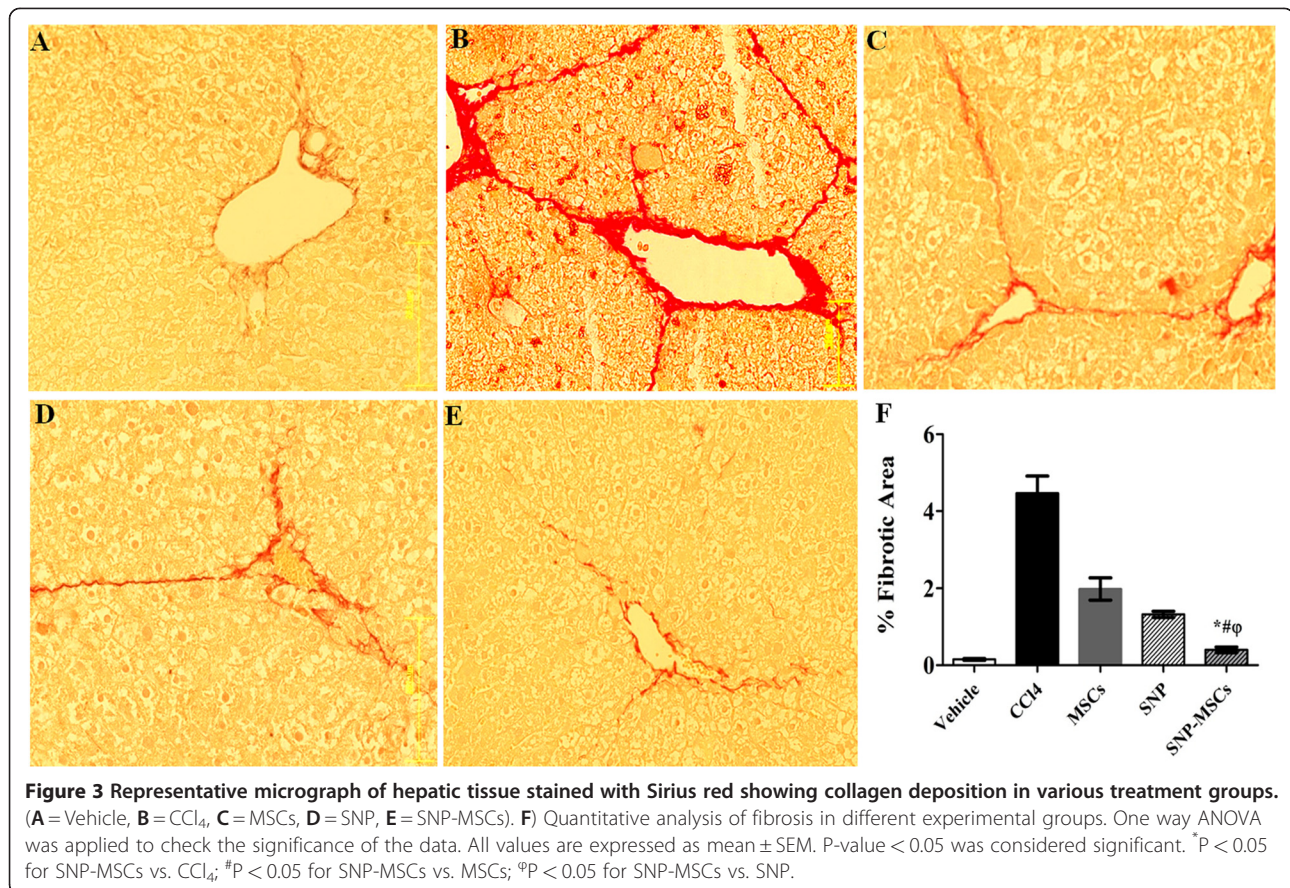 A
B
C
D
E
F
% Fibrotic Area
6
4
2
0
*#φ
Vehicle
CCl4
MSCs
SNP
SNP-MSCs
Figure 3 Representative micrograph of hepatic tissue stained with Sirius red showing collagen deposition in various treatment groups.
(A = Vehicle, B = CCl₄, C = MSCs, D = SNP, E = SNP-MSCs). F) Quantitative analysis of fibrosis in different experimental groups. One way ANOVA
was applied to check the significance of the data. All values are expressed as mean ± SEM. P-value < 0.05 was considered significant. *P < 0.05
for SNP-MSCs vs. CCl₄; #P < 0.05 for SNP-MSCs vs. MSCs; φP < 0.05 for SNP-MSCs vs. SNP.